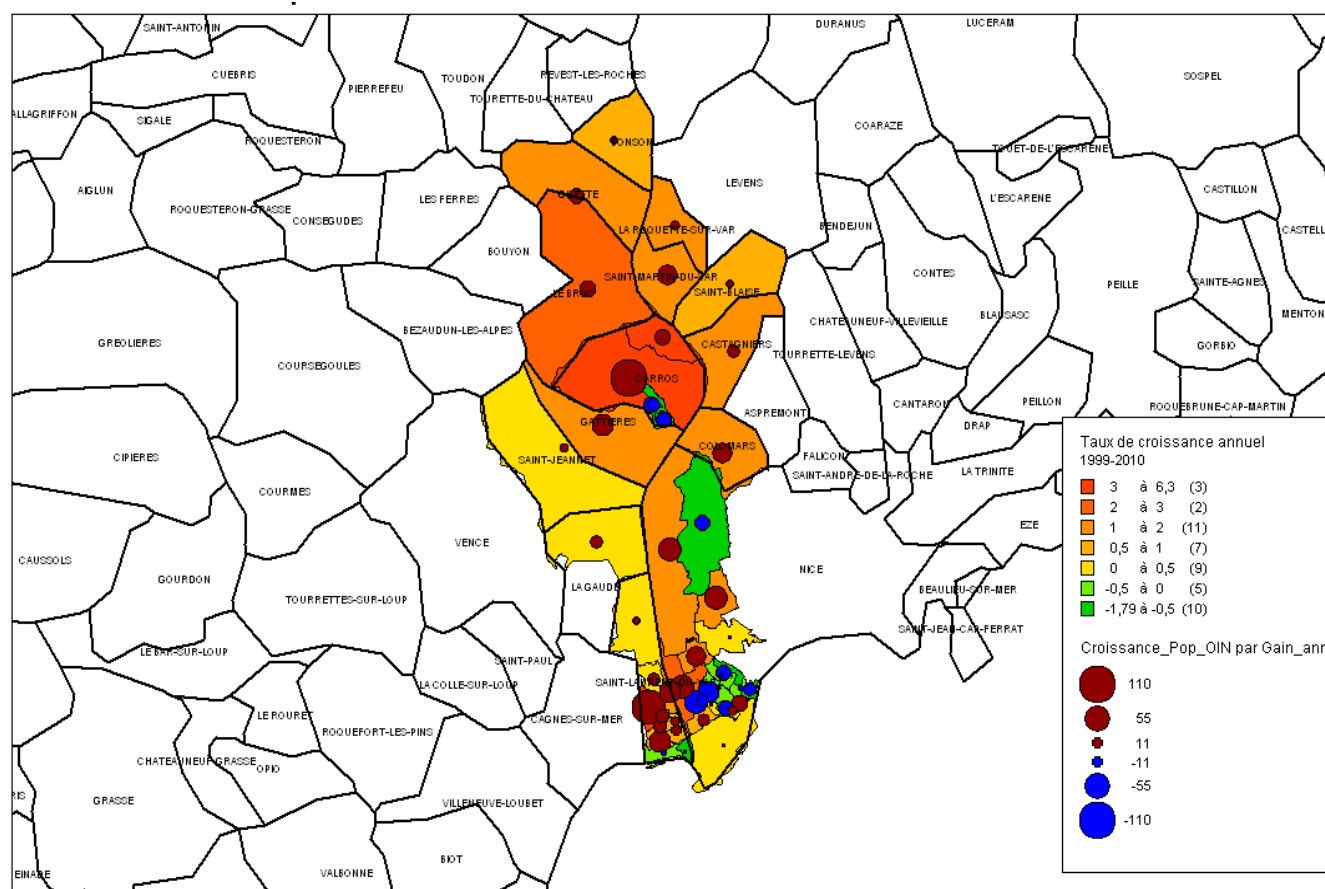 SAINT-ANTONIN
DURANUS
LUCERAM
CUEBRIS
PIERREFEU
TOUDON
REVEST-LES-ROCHES
SOSPEL
TOURETTE-DU-CHATEAU
ALLAGRIFFON
SIGALE
ROQUESTERON
COARAZE
TOUET-DE-L'ESCARENE
AIGLUN
LES FERRES
LEVENS
L'ESCARENE
CASTILLON
ROQUESTERON-GRASSE
CONSEGUDES
LA ROQUETTE-SUR-VAR
BENDEJUN
CASTELL
BOUYON
CONTES
SAINT-MARTIN-DU-VAR
SAINT-BLAISE
PEILLE
SAINTE-AGNES
LE BROC
BLAUSASC
MENTON
BEZAUDUN-LES-ALPES
CHATEAUNEUF-VILLEVIEILLE
GREOLIERES
CASTAGNIERS
TOURRETTE-LEVENS
GORBIO
COURSEGOULES
CARROS
CANTARON
PEILLON
ROQUEBRUNE-CAP-MARTIN
ASPREMONT
GATTIERES
DRAP
COLOMARS
CIPIERES
SAINT-JEANNET
FALICON
SAINT-ANDRE-DE-LA-ROCHE
LA TRINITE
COURMES
EZE
VENCE
CAUSSOLS
NICE
GOURDON
LA GAUDE
BEAULIEU-SUR-MER
TOURRETTES-SUR-LOUP
SAINT-JEAN-CAP-FERRAT
LE BAR-SUR-LOUP
SAINT-PAUL
LA COLLE-SUR-LOUP
LE ROURET
CAGNES-SUR-MER
ROQUEFORT-LES-PINS
CHATEAUNEUF-GRASSE
OPIO
GRASSE
VILLENEUVE-LOUBET
BIOT
VALBONNE
Taux de croissance annuel
1999-2010
3 à 6,3 (3)
2 à 3 (2)
1 à 2 (11)
0,5 à 1 (7)
0 à 0,5 (9)
-0,5 à 0 (5)
-1,79 à -0,5 (10)
Croissance_Pop_OIN par Gain_ann
110
55
11
-11
-55
-110